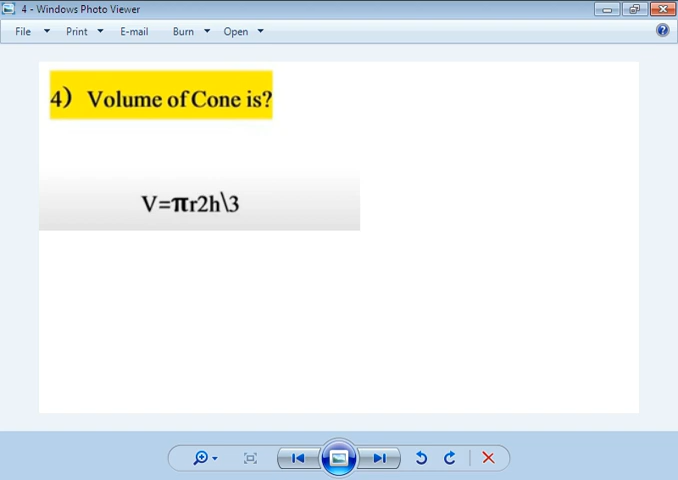 4 - Windows Photo Viewer
File Print E-mail Burn Open
4) Volume of Cone is?
V=πr2h\3